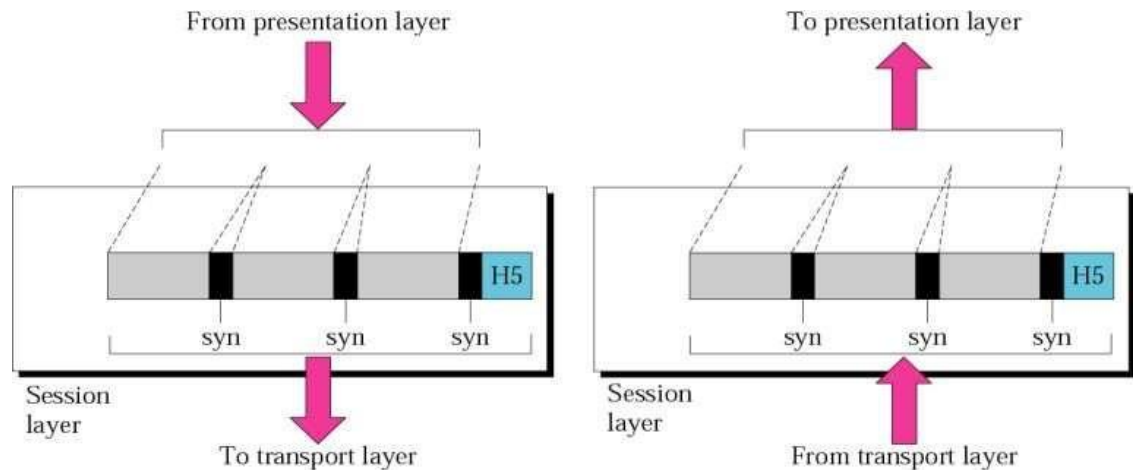 From presentation layer
H5
syn syn syn
Session
layer
To transport layer
To presentation layer
H5
syn syn syn
Session
layer
From transport layer